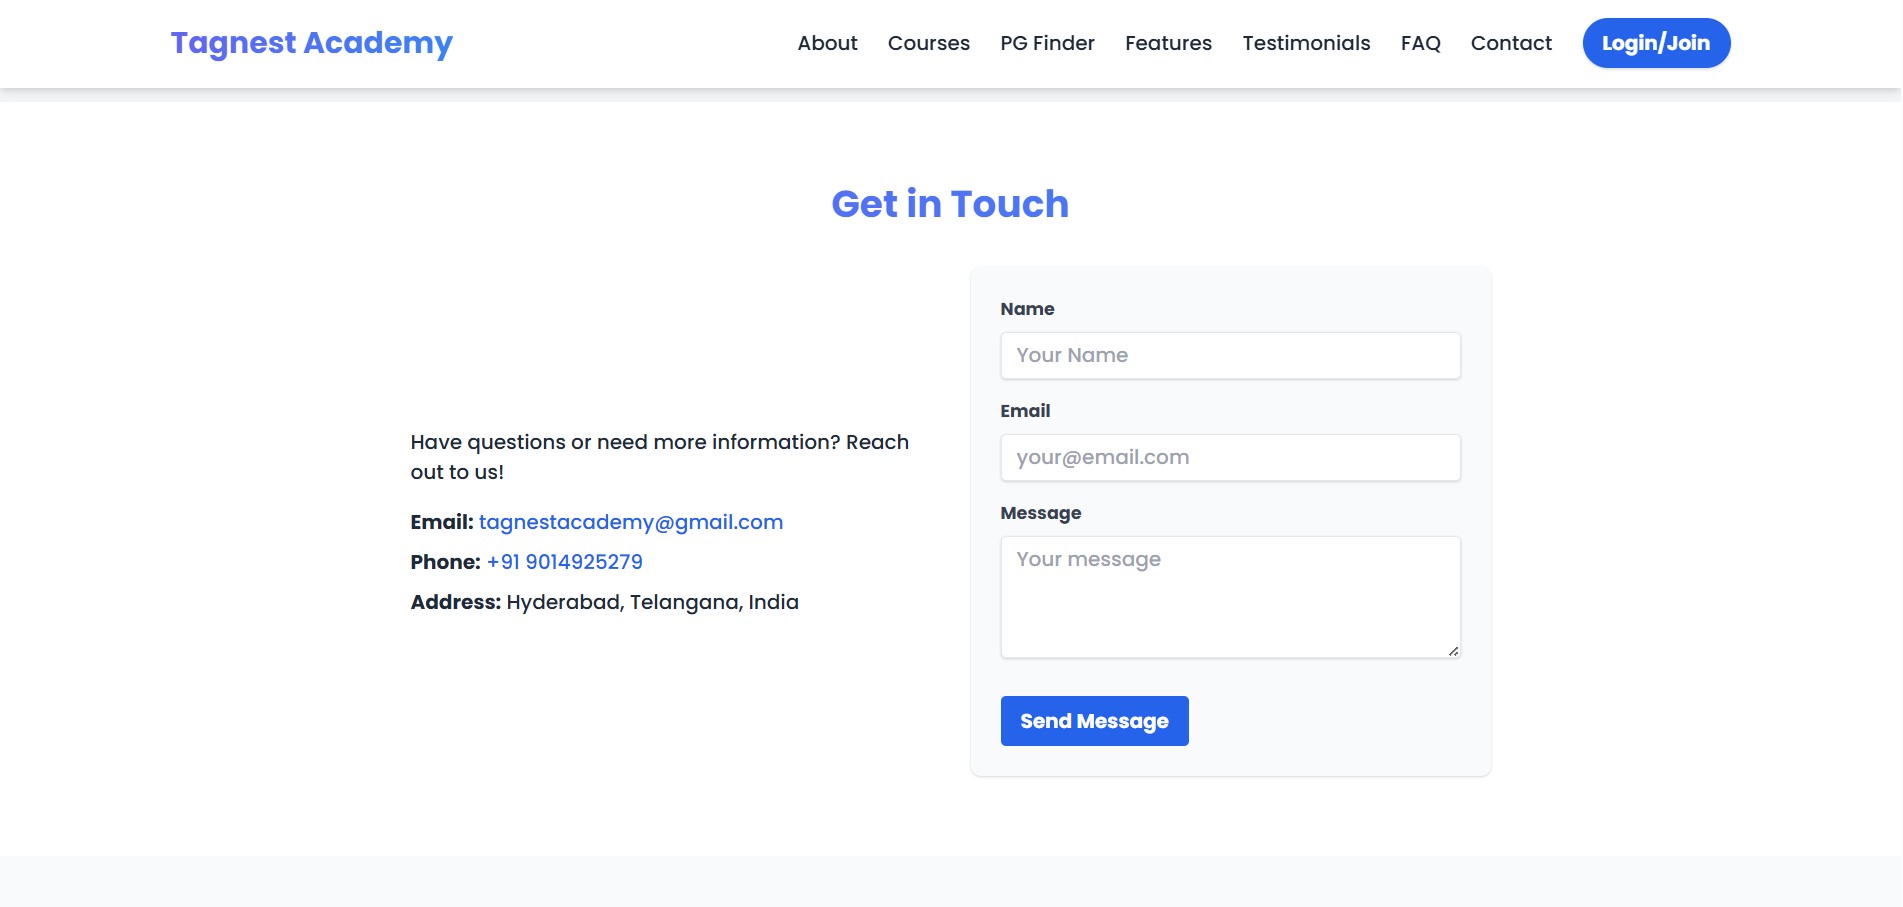 Tagnest Academy
About Courses PG Finder Features Testimonials FAQ Contact Login/Join
Get in Touch
Have questions or need more information? Reach
out to us!
Email: tagnestacademy@gmail.com
Phone: +91 9014925279
Address: Hyderabad, Telangana, India
Name
Your Name
Email
your@email.com
Message
Your message
Send Message